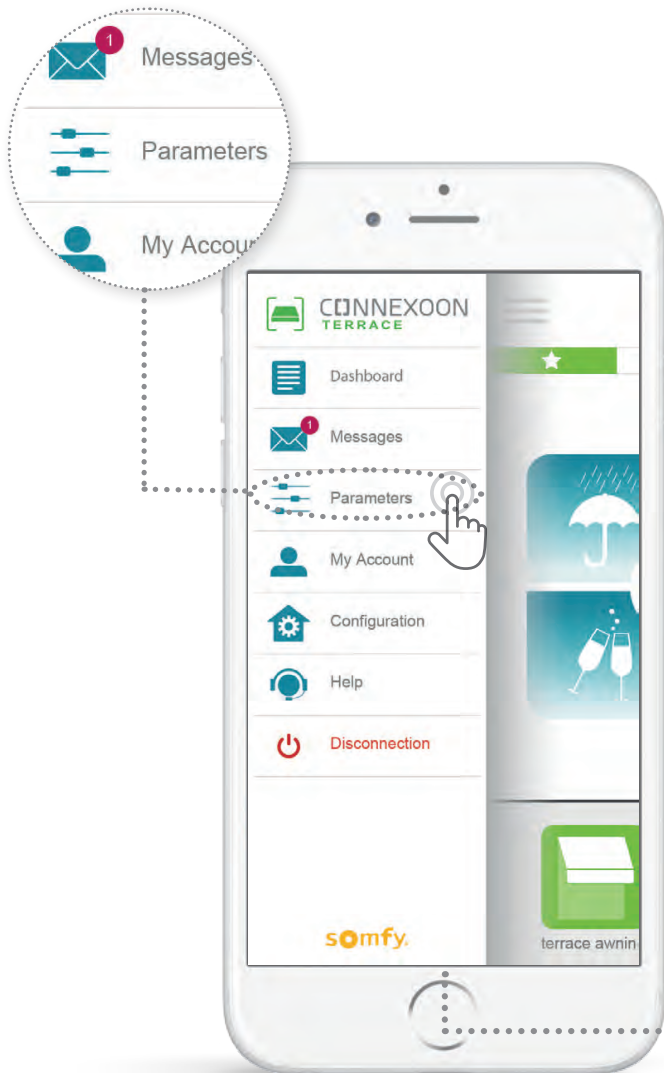 1
Messages
Parameters
My Accou
CONNEXOON
TERRACE
Dashboard
1
Messages
Parameters
My Account
Configuration
Help
Disconnection
somfy.
terrace awnin